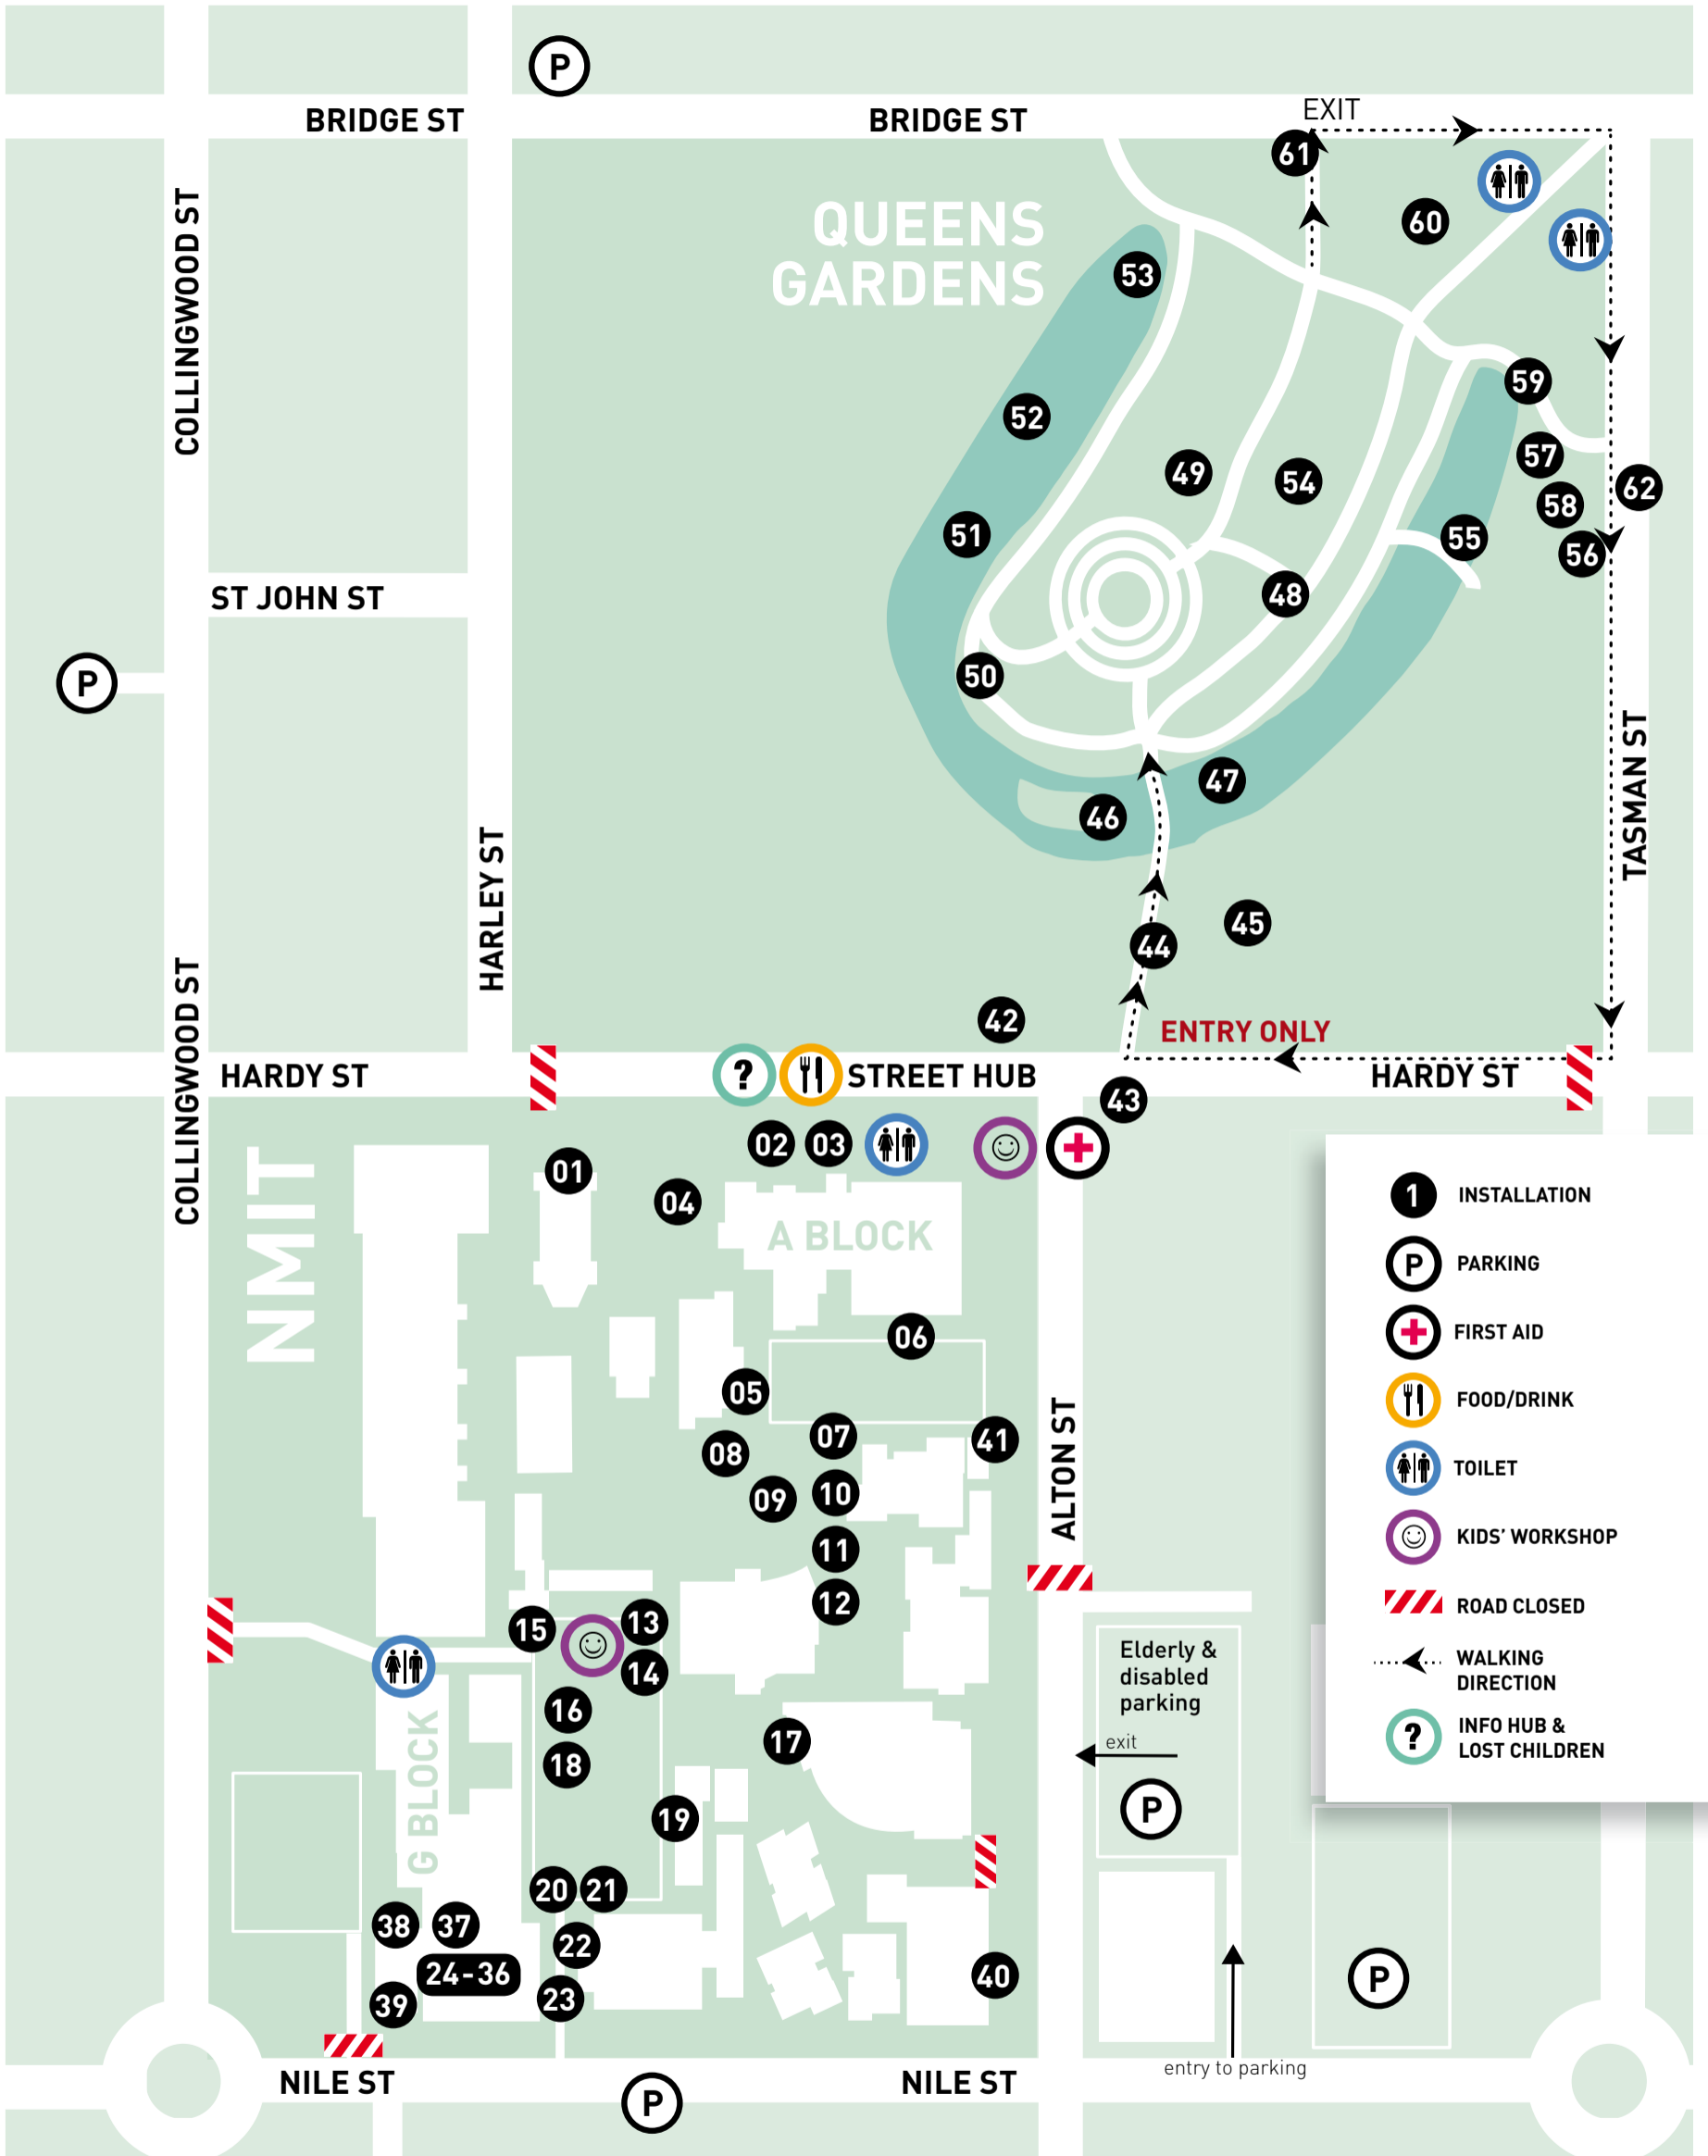 P
BRIDGE ST
BRIDGE ST
EXIT
61
60
COLLINGWOOD ST
QUEENS
GARDENS
53
59
52
57
49
54
62
58
51
55
56
ST JOHN ST
48
P
50
TASMAN ST
47
46
HARLEY ST
45
44
COLLINGWOOD ST
42
ENTRY ONLY
HARDY ST
?
STREET HUB
HARDY ST
43
02
03
01
04
NMIT
A BLOCK
06
05
07
41
08
ALTON ST
10
09
11
12
13
15
14
16
17
18
G BLOCK
19
20
21
38
37
22
24-36
40
23
39
Elderly &
disabled
parking
exit
P
P
entry to parking
NILE ST
NILE ST
P
1 INSTALLATION
P PARKING
FIRST AID
FOOD/DRINK
TOILET
KIDS' WORKSHOP
ROAD CLOSED
WALKING
DIRECTION
? INFO HUB &
LOST CHILDREN